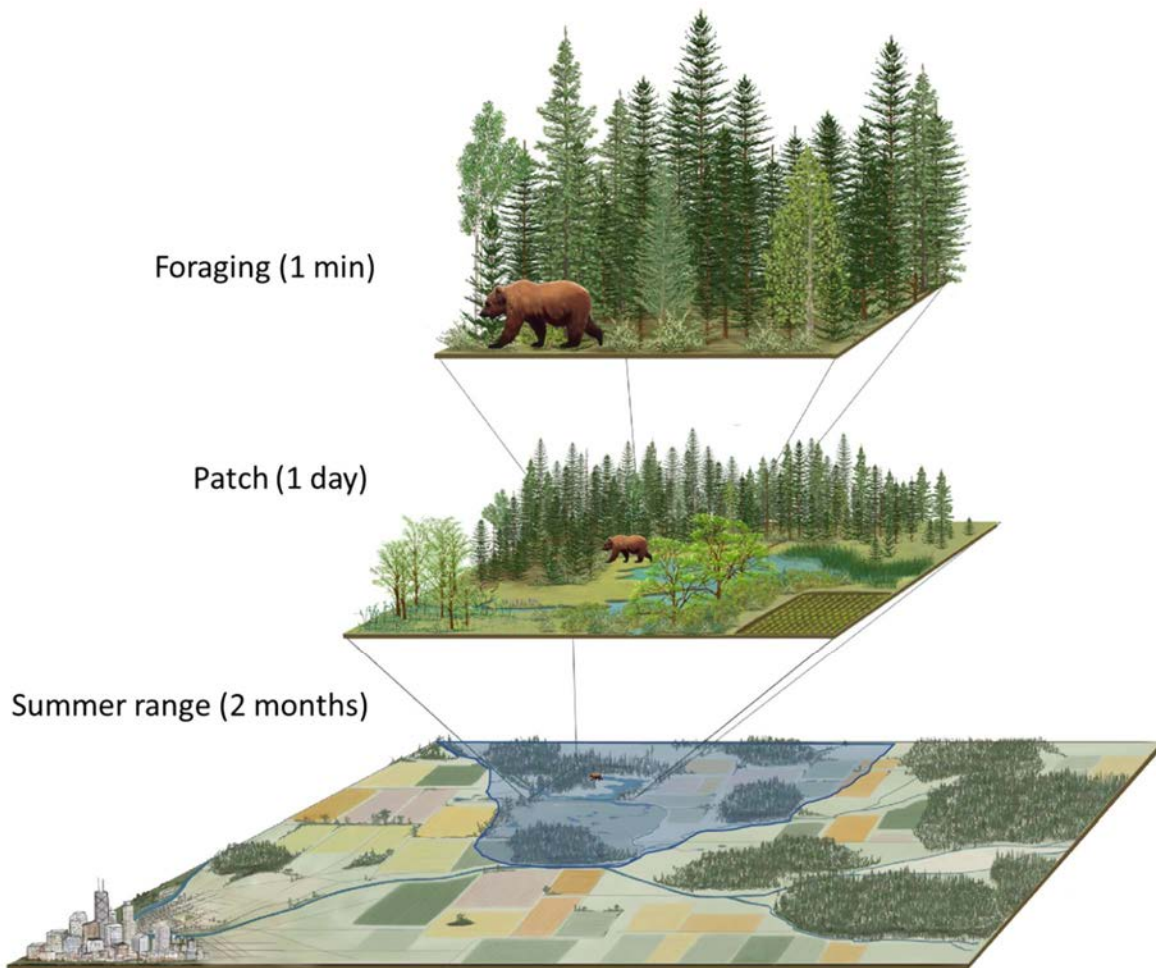 Foraging (1 min)
Patch (1 day)
Summer range (2 months)